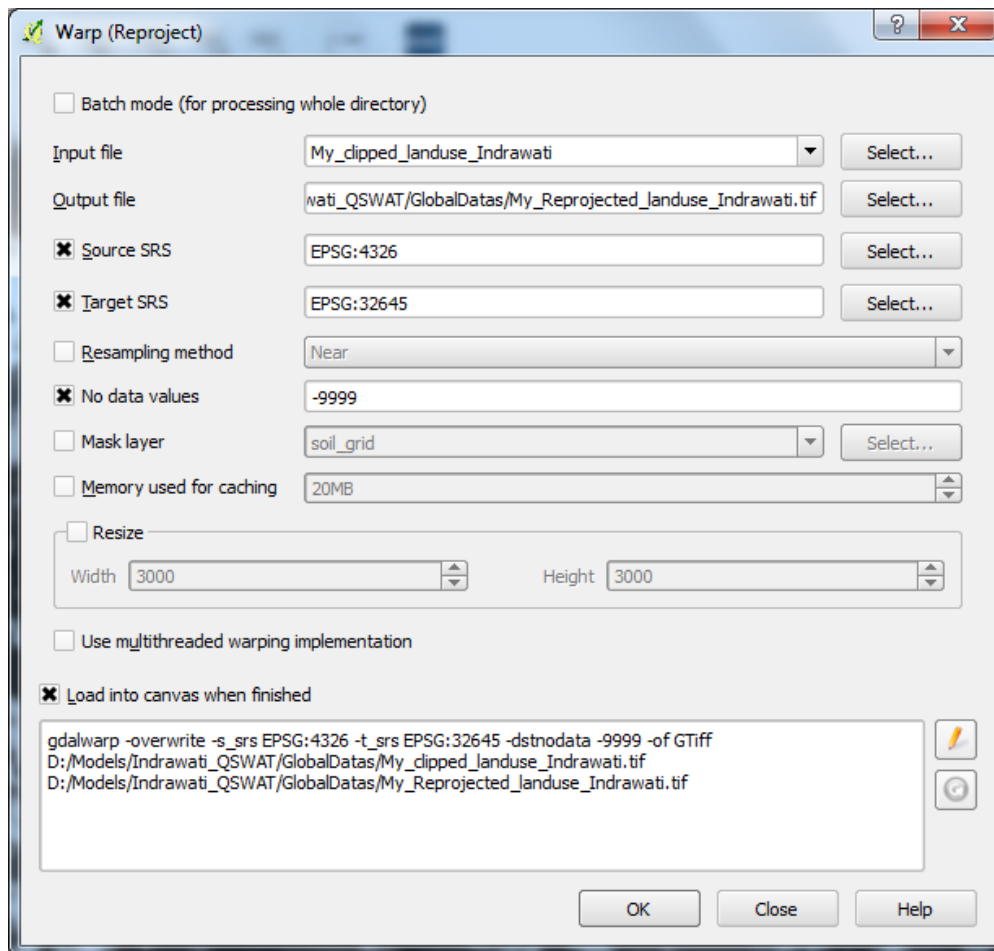 Warp (Reproject)
Batch mode (for processing whole directory)
Input file My_clipped_landuse_Indrawati Select...
Output file wati_QSWAT/GlobalDatas/My_Reprojected_landuse_Indrawati.tif Select...
Source SRS EPSG:4326 Select...
Target SRS EPSG:32645 Select...
Resampling method Near
No data values -9999
Mask layer soil_grid Select...
Memory used for caching 20MB
Resize
Width 3000 Height 3000
Use multithreaded warping implementation
Load into canvas when finished
gdalwarp -overwrite -s_srs EPSG:4326 -t_srs EPSG:32645 -dstnodata -9999 -of GTiff
D:/Models/Indrawati_QSWAT/GlobalDatas/My_clipped_landuse_Indrawati.tif
D:/Models/Indrawati_QSWAT/GlobalDatas/My_Reprojected_landuse_Indrawati.tif
OK Close Help